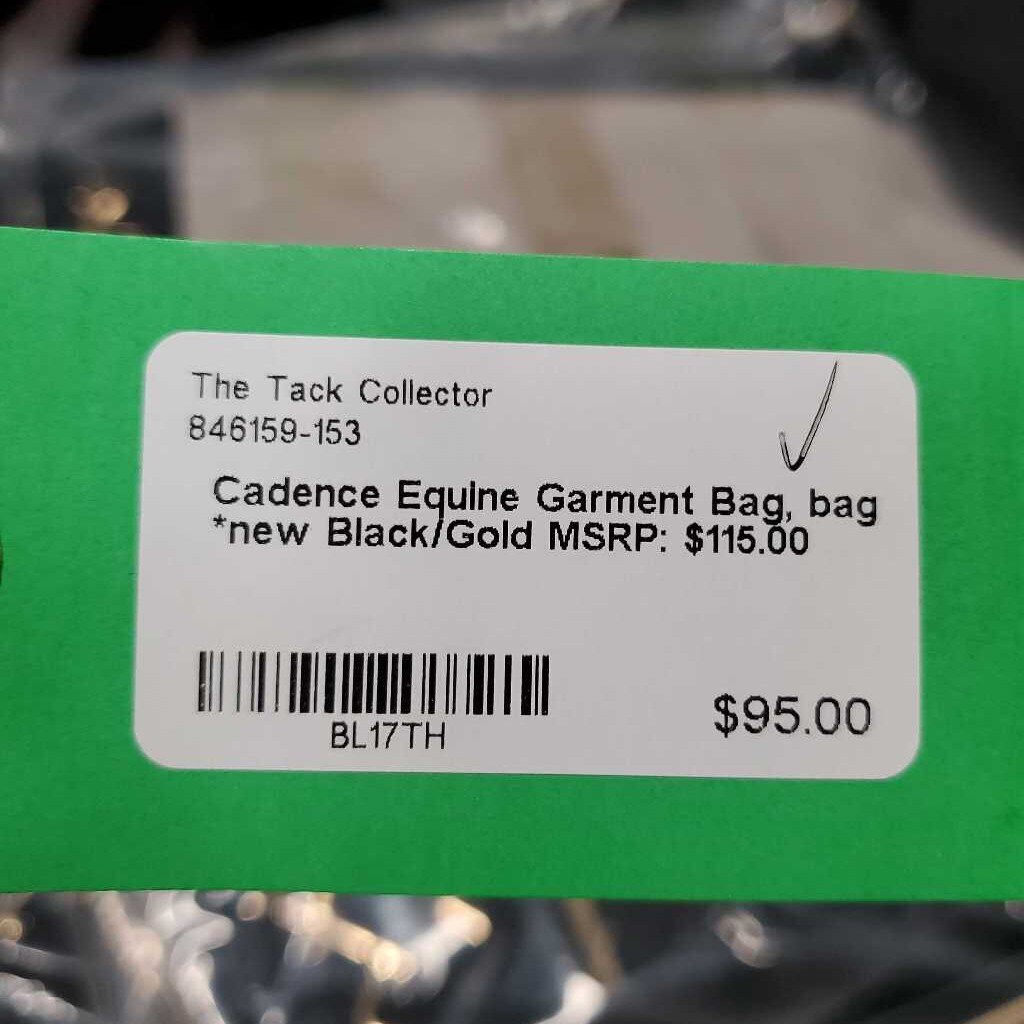 The Tack Collector
846159-153
Cadence Equine Garment Bag, bag
*new Black/Gold MSRP: $115.00
BL17TH
$95.00